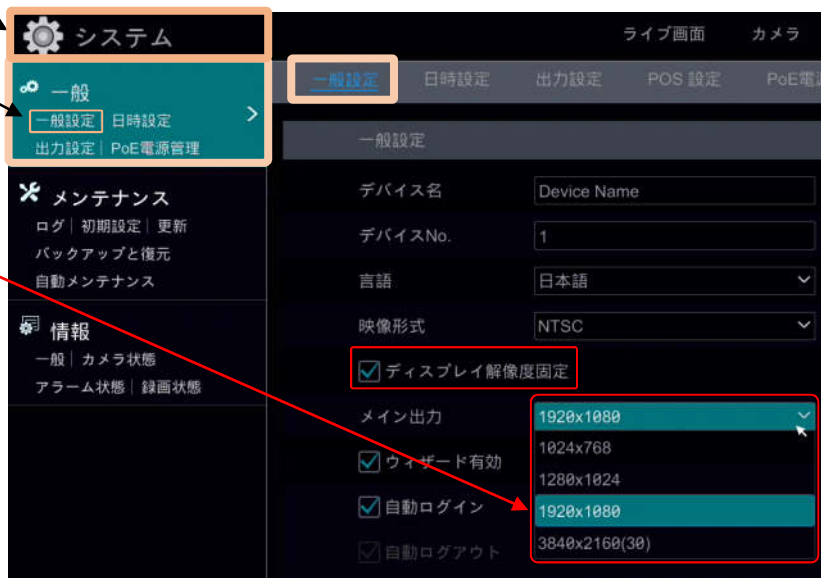 システム
ライブ画面 カメラ
一般
一般設定 | 日時設定
出力設定 | PoE電源管理
メンテナンス
ログ | 初期設定 | 更新
バックアップと復元
自動メンテナンス
情報
一般 | カメラ状態
アラーム状態 | 録画状態
一般設定 日時設定 出力設定 POS 設定 PoE電
一般設定
デバイス名 Device Name
デバイスNo. 1
言語 日本語
映像形式 NTSC
ディスプレイ解像度固定
メイン出力 1920x1080
1024x768
ウィザード有効
1280x1024
自動ログイン 1920x1080
3840x2160(30)
自動ログアウト